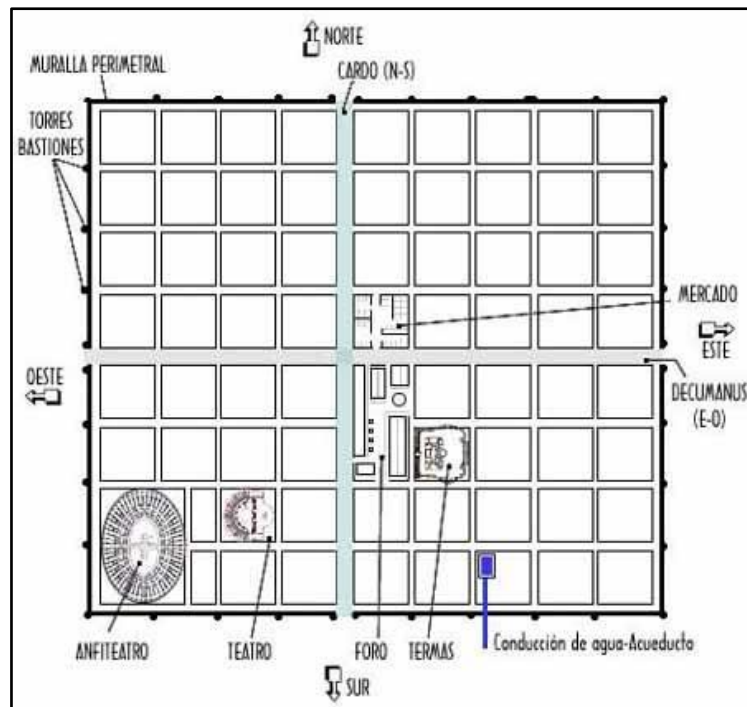 NORTE
MURALLA PERIMETRAL
CARDO (N-S)
TORRES
BASTIONES
MERCADO
ESTE
OESTE
DECUMANUS
(E-O)
ANFITEATRO
TEATRO
FORO
TERMAS
Conducción de agua-Acueducto
SUR